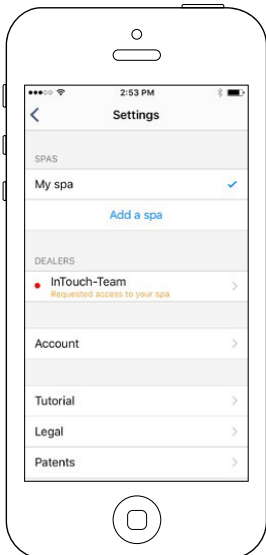 2:53 PM
Settings
SPAS
My spa
Add a spa
DEALERS
InTouch-Team
Requested access to your spa
Account
Tutorial
Legal
Patents